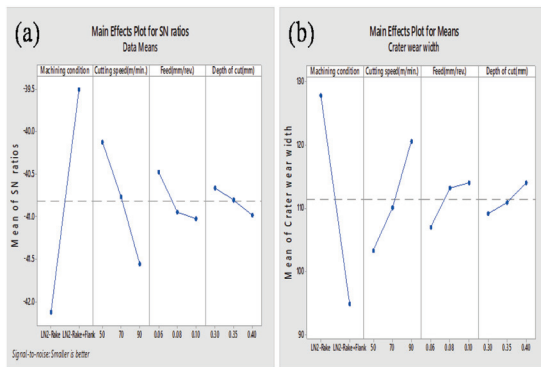 (a)
Main Effects Plot for SN ratios
Data Means
Machining condition Cutting speed(m/min.) Feed(mm/rev.) Depth of cut(mm)
-39.5
-40.0
-40.5
-41.0
-41.5
-42.0
Mean of SN ratios
LN2-Rake LN2-Rake+Flank 50 70 90 0.06 0.08 0.10 0.30 0.35 0.40
Signal-to-noise: Smaller is better
(b)
Main Effects Plot for Means
Crater wear width
Machining condition Cutting speed(m/min.) Feed(mm/rev.) Depth of cut(mm)
130
110
100
90
Mean of Crater wear width
LN2-Rake LN2-Rake+Flank 50 70 90 0.06 0.08 0.10 0.30 0.35 0.40